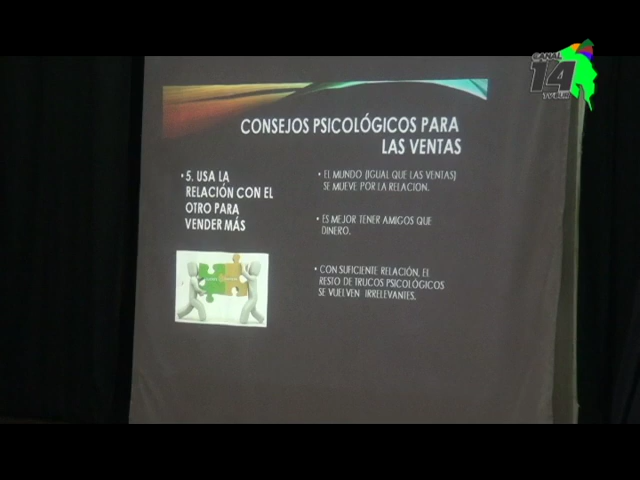 CANAL
14
CONSEJOS PSICOLÓGICOS PARA
LAS VENTAS
• 5. USA LA
RELACIÓN CON EL
OTRO PARA
VENDER MÁS
• EL MUNDO (IGUAL QUE LAS VENTAS)
SE MUEVE POR LA RELACION.
• ES MEJOR TENER AMIGOS QUE
DINERO.
• CON SUFICIENTE RELACIÓN, EL
RESTO DE TRUCOS PSICOLÓGICOS
SE VUELVEN IRRELEVANTES.